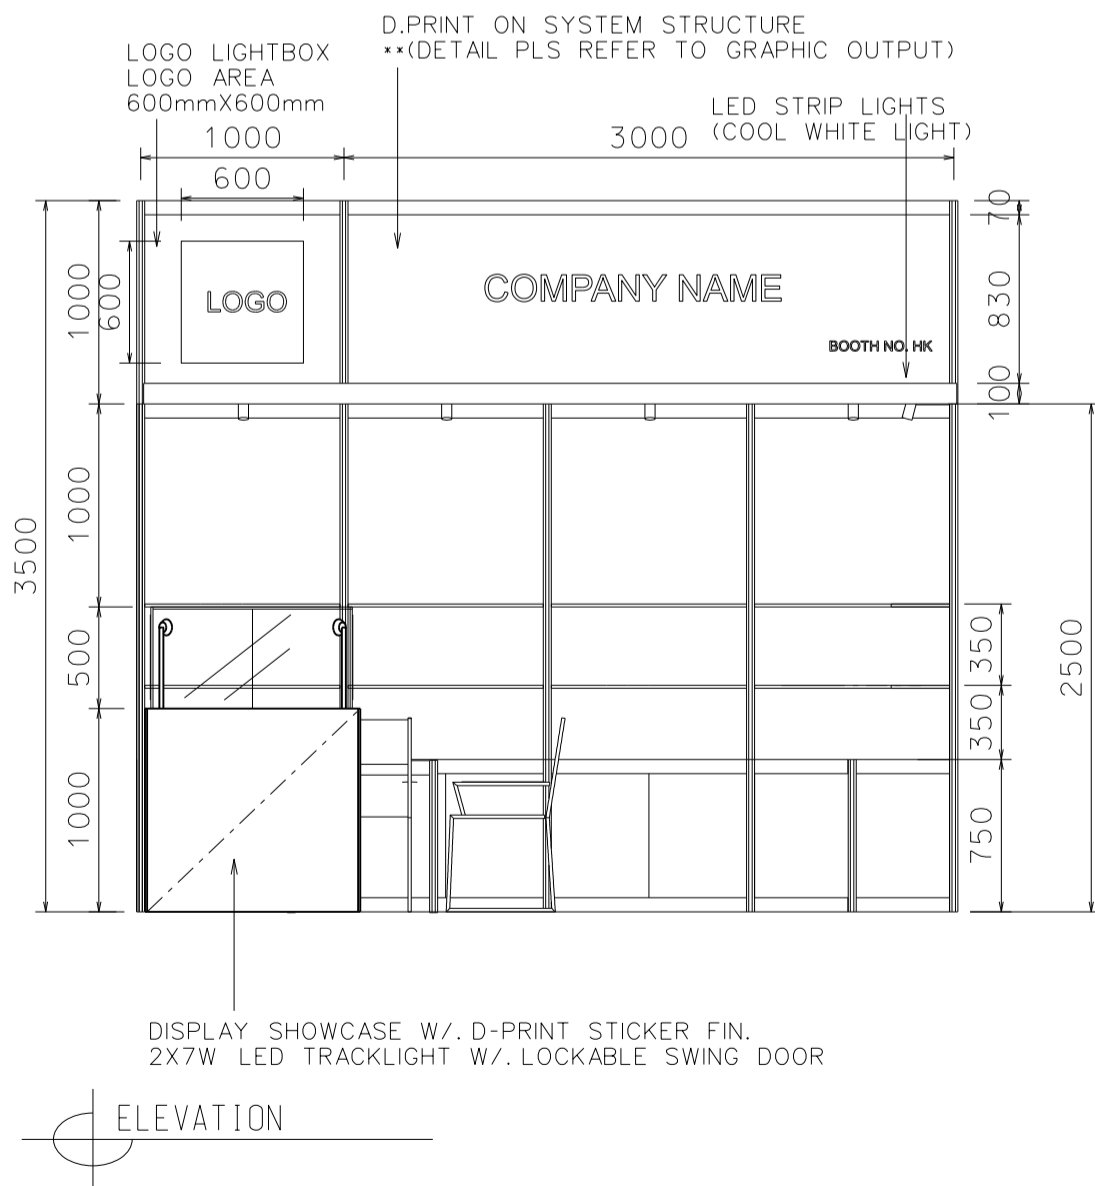 D.PRINT ON SYSTEM STRUCTURE
**(DETAIL PLS REFER TO GRAPHIC OUTPUT)
LOGO LIGHTBOX
LOGO AREA
600mmX600mm
LED STRIP LIGHTS
(COOL WHITE LIGHT)
1000
3000
600
70
1000
600
LOGO
COMPANY NAME
830
BOOTH NO. HK
100
1000
3500
500
350
2500
350
1000
750
DISPLAY SHOWCASE W/. D-PRINT STICKER FIN.
2X7W LED TRACKLIGHT W/. LOCKABLE SWING DOOR
ELEVATION